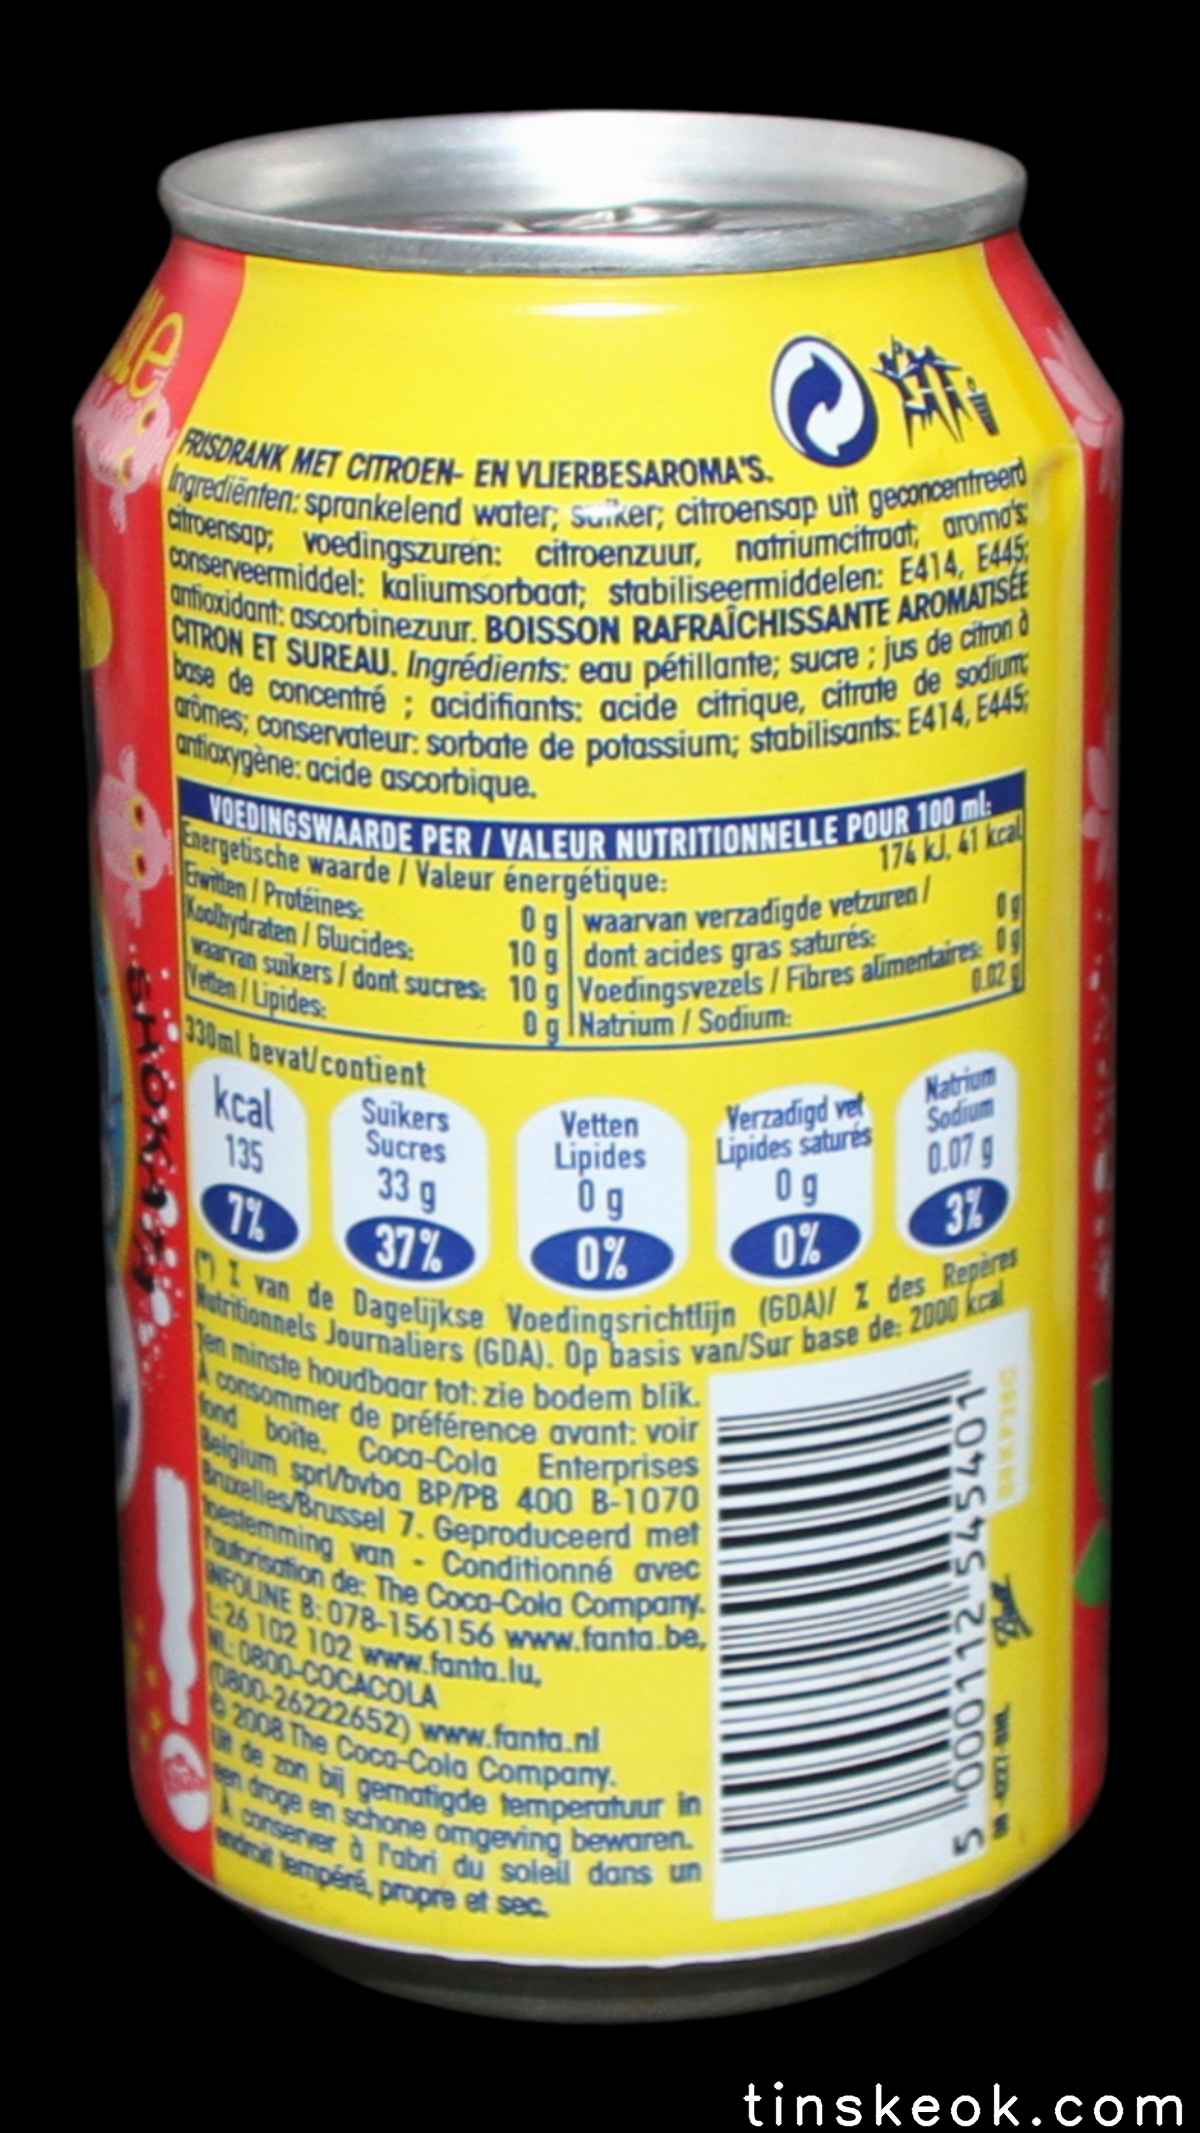 FRISDRANK MET CITROEN- EN VLIERBESAROMA'S.
Ingrediënten: sprankelend water; suiker; citroensap uit geconcentreerd
citroensap; voedingszuren: citroenzuur, natriumcitraat; aroma's;
conserveermiddel: kaliumsorbaat; stabiliseermiddelen: E414, E445;
antioxidant: ascorbinezuur. BOISSON RAFRAÎCHISSANTE AROMATISÉE
CITRON ET SUREAU. Ingrédients: eau pétillante; sucre ; jus de citron à
base de concentré ; acidifiants: acide citrique, citrate de sodium;
arômes; conservateur: sorbate de potassium; stabilisants: E414, E445;
antioxygène: acide ascorbique.
VOEDINGSWAARDE PER / VALEUR NUTRITIONNELLE POUR 100 ml:
Energetische waarde / Valeur énergétique: 174 kJ, 41 kcal
Eiwitten / Protéines: 0 g
Koolhydraten / Glucides: 10 g
waarvan suikers / dont sucres: 10 g
Vetten / Lipides: 0 g
waarvan verzadigde vetzuren /
dont acides gras saturés: 0 g
Voedingsvezels / Fibres alimentaires: 0 g
Natrium / Sodium: 0.02 g
330ml bevat/contient
kcal
135
7%
Suikers
Sucres
33 g
37%
Vetten
Lipides
0 g
0%
Verzadigd vet
Lipides saturés
0 g
0%
Natrium
Sodium
0.07 g
3%
(*) % van de Dagelijkse Voedingsrichtlijn (GDA)/ % des Repères
Nutritionnels Journaliers (GDA). Op basis van/Sur base de: 2000 kcal
Ten minste houdbaar tot: zie bodem blik.
À consommer de préférence avant: voir
fond boîte. Coca-Cola Enterprises
Belgium sprl/bvba BP/PB 400 B-1070
Bruxelles/Brussel 7. Geproduceerd met
toestemming van - Conditionné avec
l'autorisation de: The Coca-Cola Company.
INFOLINE B: 078-156156 www.fanta.be,
L: 26 102 102 www.fanta.lu,
NL: 0800-COCACOLA
(0800-26222652) www.fanta.nl
© 2008 The Coca-Cola Company.
Uit de zon bij gematigde temperatuur in
een droge en schone omgeving bewaren.
À conserver à l'abri du soleil dans un
endroit tempéré, propre et sec.
5 000112 545401
SHOKATA
tinskeok.com